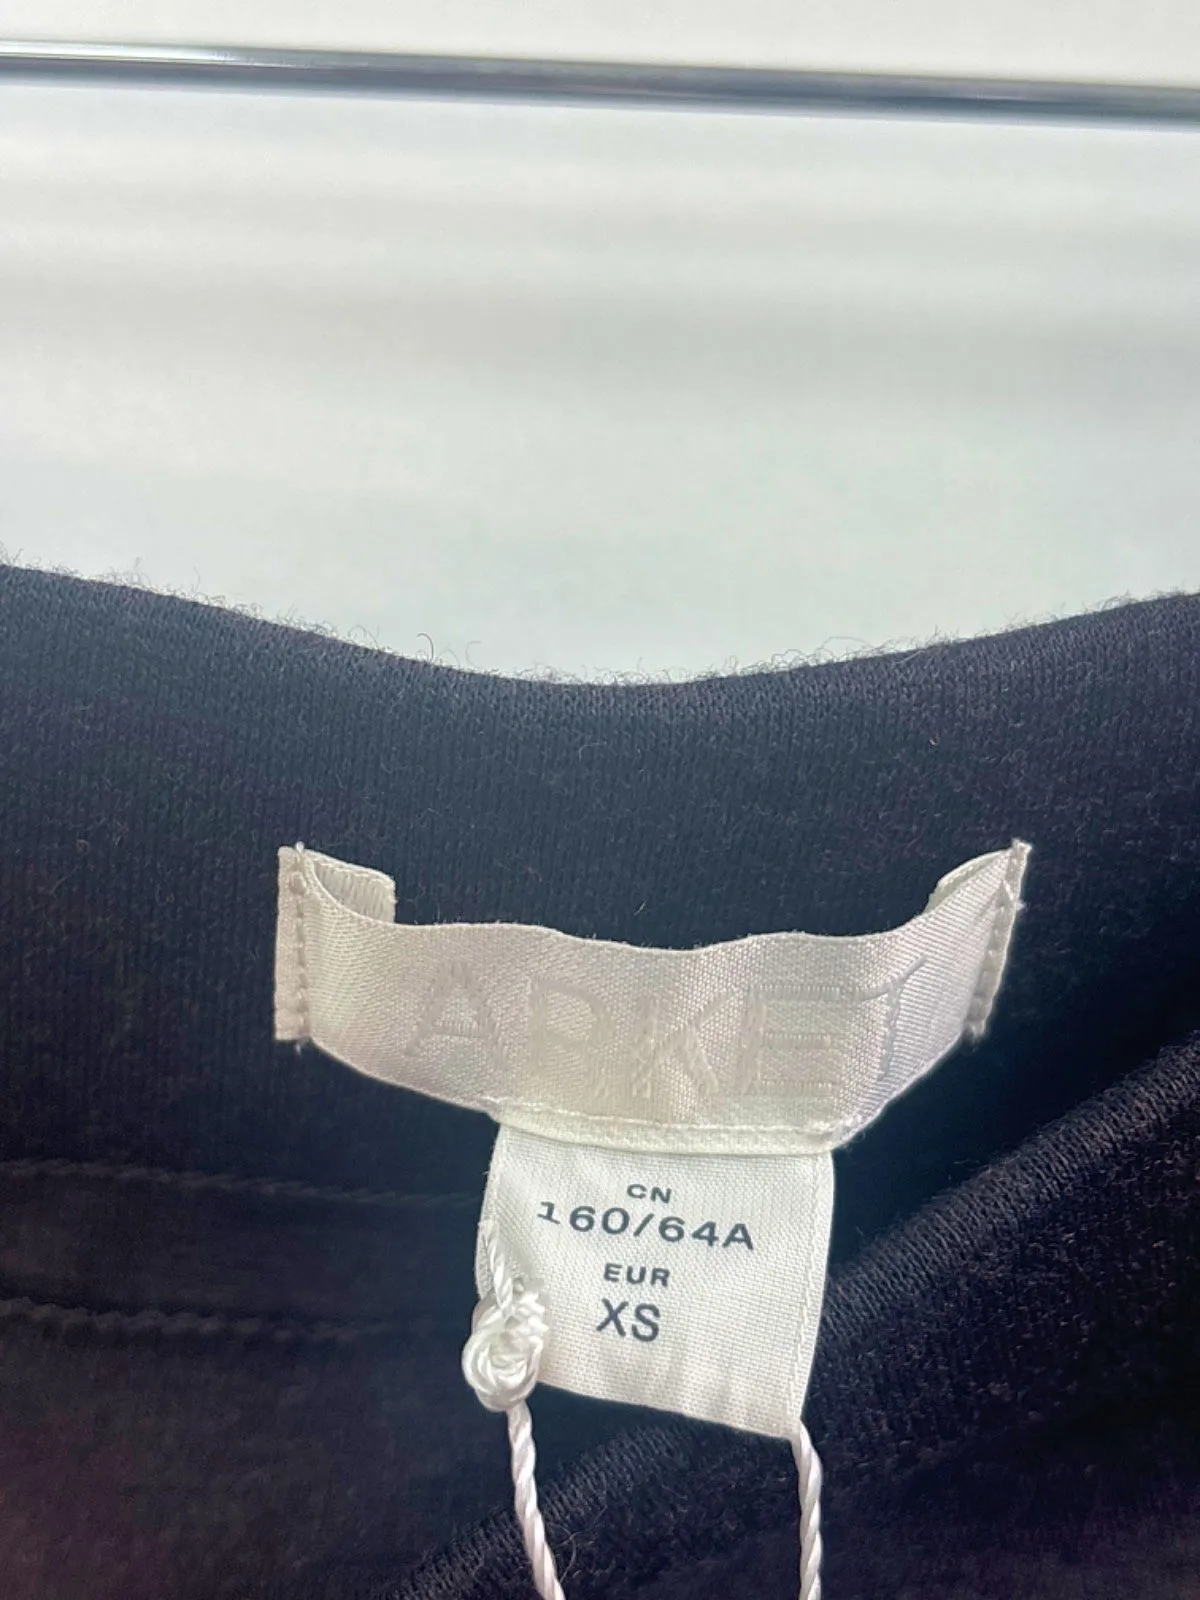 ARKET
CN
160/64A
EUR
XS